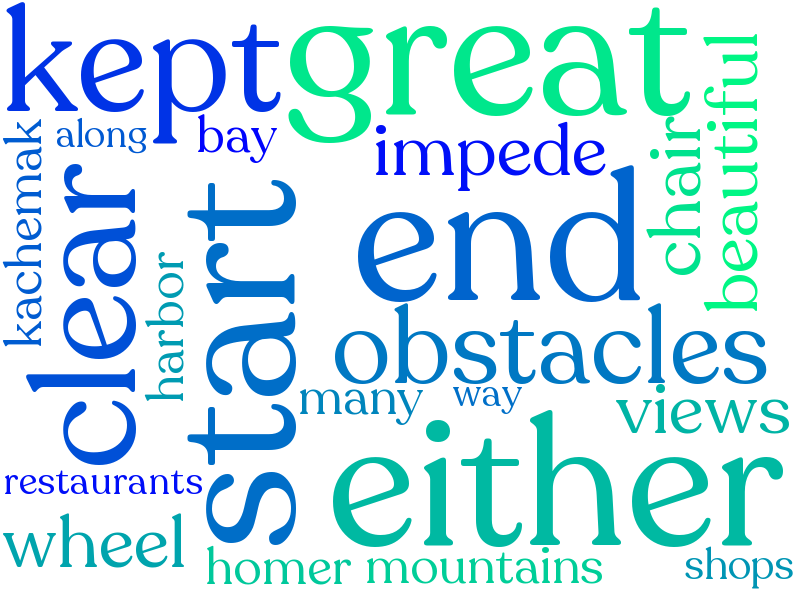 kept
great
along
bay
impede
kachemak
clear
start
harbor
chair
beautiful
end
obstacles
many
way
views
restaurants
either
wheel
homer
mountains
shops